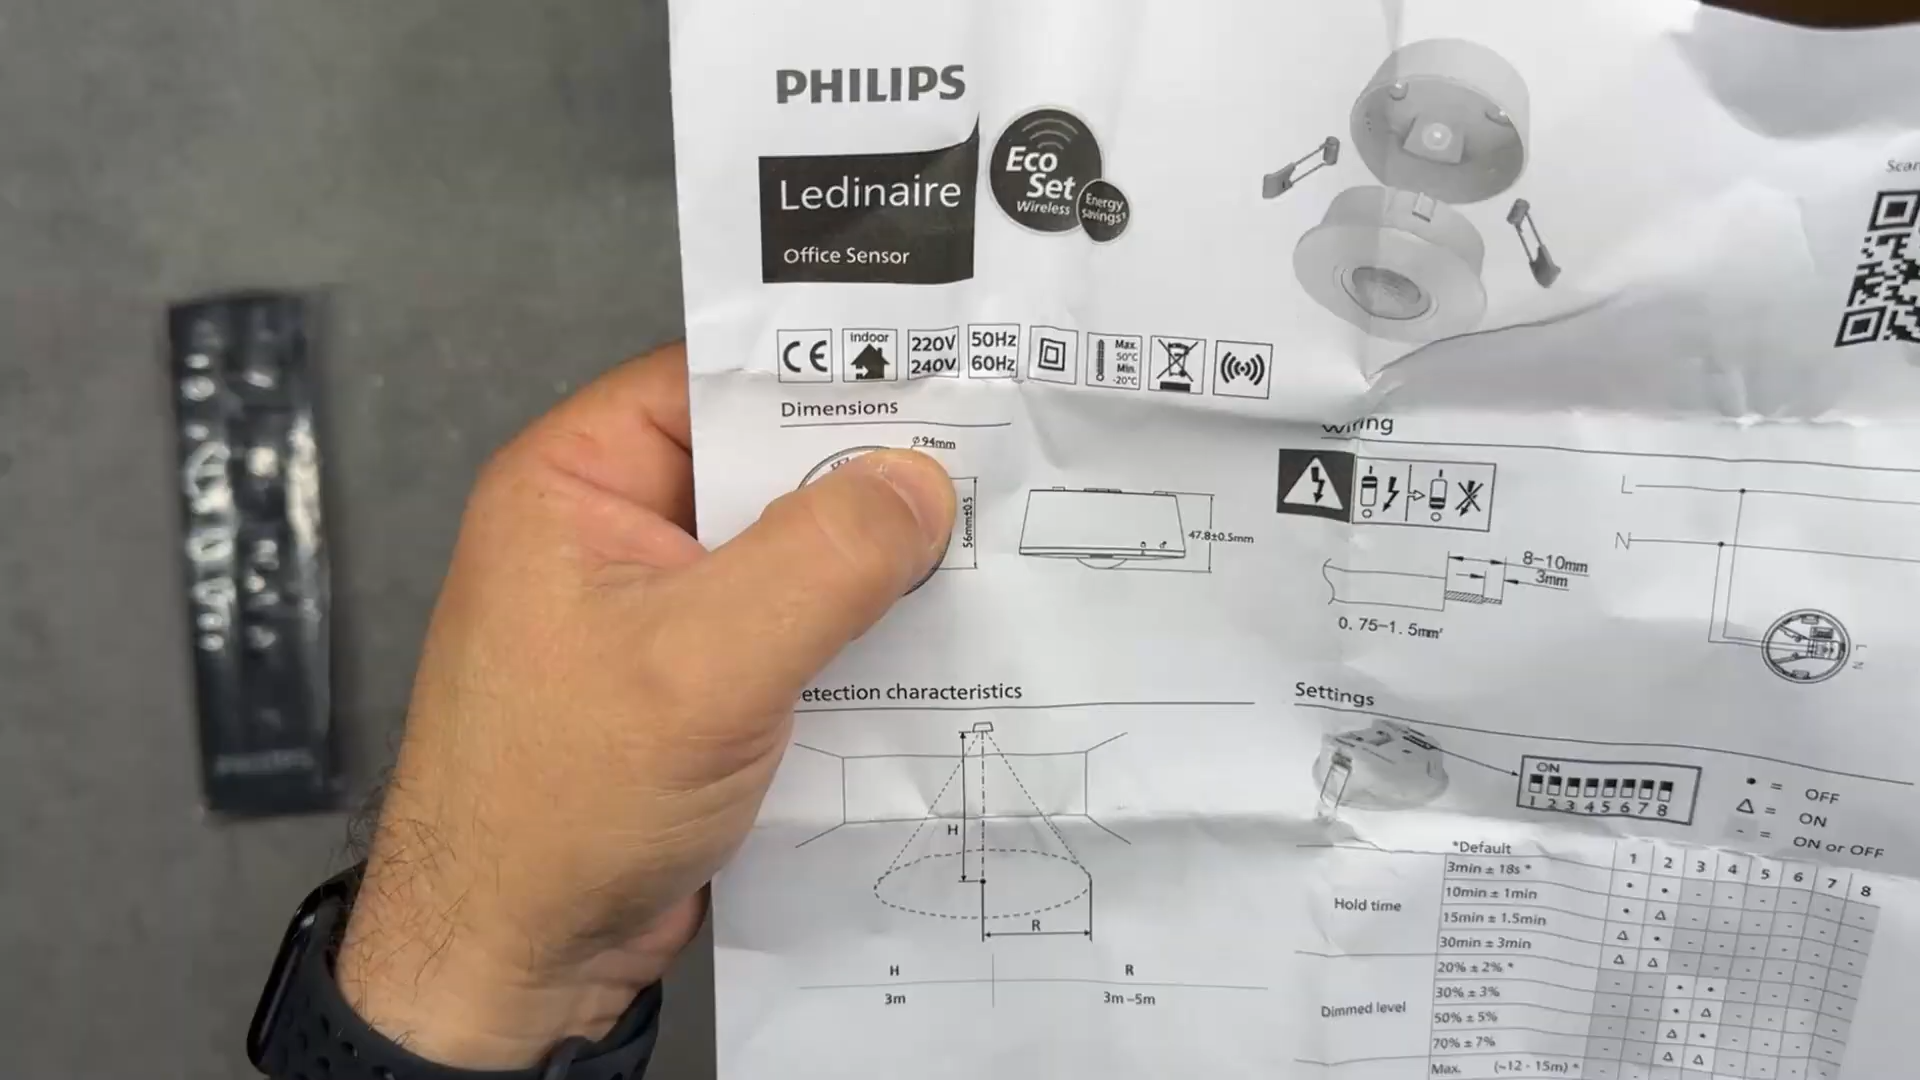 PHILIPS
Ledinaire
Office Sensor
Eco
Set
Wireless
Energy
savings¹
CE
indoor
220V
240V
50Hz
60Hz
Max.
50°C
Min.
-20°C
Dimensions
Ø94mm
56mm±0.5
47.8±0.5mm
Wiring
L
N
8-10mm
3mm
0.75-1.5mm²
L
N
etection characteristics
H
R
H R
3m 3m-5m
Settings
ON
1 2 3 4 5 6 7 8
• = OFF
△ = ON
- = ON or OFF
*Default 1 2 3 4 5 6 7 8
Hold time
3min ± 18s * • • - - - - - -
10min ± 1min • △ - - - - - -
15min ± 1.5min △ • - - - - - -
30min ± 3min △ △ - - - - - -
Dimmed level
20% ± 2% * - - • • - - - -
30% ± 3% - - • △ - - - -
50% ± 5% - - △ • - - - -
70% ± 7% - - △ △ - - - -
Max. (~12 - 15m) *